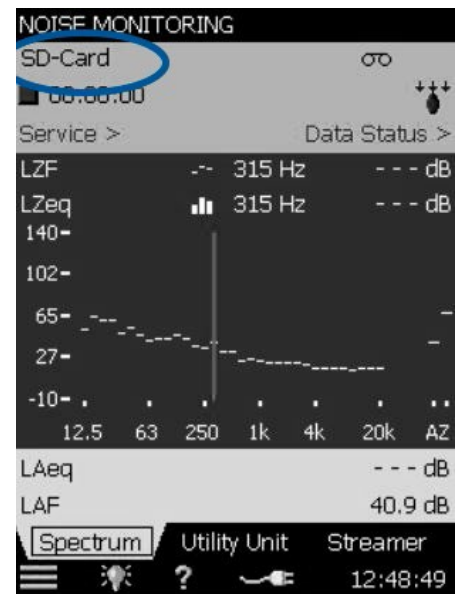 NOISE MONITORING
SD-Card
00:00:00
Service > Data Status >
LZF 315 Hz - - - dB
LZeq 315 Hz - - - dB
140
102
65
27
-10
12.5 63 250 1k 4k 20k AZ
LAeq - - - dB
LAF 40.9 dB
Spectrum Utility Unit Streamer
? 12:48:49